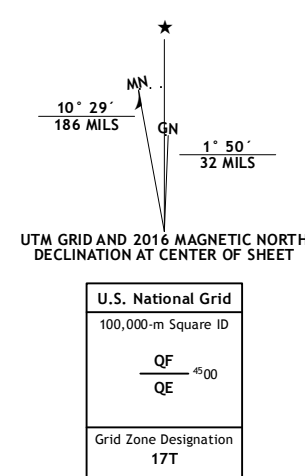 ★
MN
GN
10° 29´
186 MILS
1° 50´
32 MILS
UTM GRID AND 2016 MAGNETIC NORTH
DECLINATION AT CENTER OF SHEET
U.S. National Grid
100,000-m Square ID
QF
4500
QE
Grid Zone Designation
17T